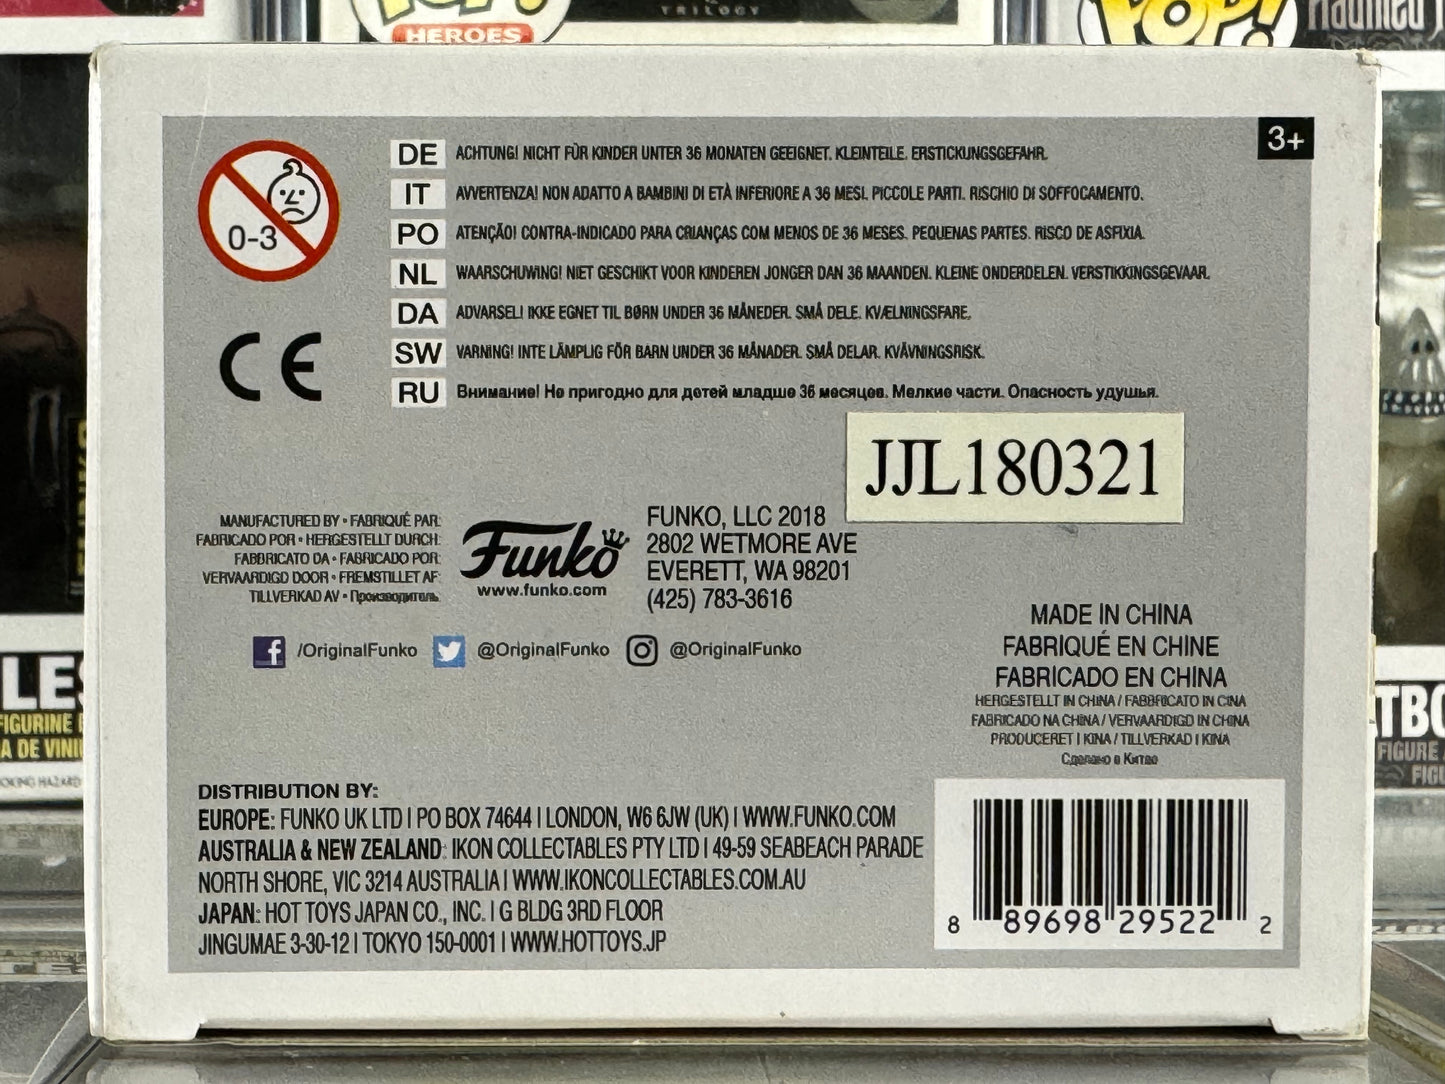 HEROES
TRILOGY
POP!
Haunted
3+
0-3
DE ACHTUNG! NICHT FÜR KINDER UNTER 36 MONATEN GEEIGNET. KLEINTEILE. ERSTICKUNGSGEFAHR.
IT AVVERTENZA! NON ADATTO A BAMBINI DI ETÀ INFERIORE A 36 MESI. PICCOLE PARTI. RISCHIO DI SOFFOCAMENTO.
PO ATENÇÃO! CONTRA-INDICADO PARA CRIANÇAS COM MENOS DE 36 MESES. PEQUENAS PARTES. RISCO DE ASFIXIA.
NL WAARSCHUWING! NIET GESCHIKT VOOR KINDEREN JONGER DAN 36 MAANDEN. KLEINE ONDERDELEN. VERSTIKKINGSGEVAAR.
DA ADVARSEL! IKKE EGNET TIL BØRN UNDER 36 MÅNEDER. SMÅ DELE. KVÆLNINGSFARE.
SW VARNING! INTE LÄMPLIG FÖR BARN UNDER 36 MÅNADER. SMÅ DELAR. KVÄVNINGSRISK.
RU Внимание! Не пригодно для детей младше 36 месяцев. Мелкие части. Опасность удушья.
CE
JJL180321
MANUFACTURED BY • FABRIQUÉ PAR:
FABRICADO POR • HERGESTELLT DURCH:
FABBRICATO DA • FABRICADO POR:
VERVAARDIGD DOOR • FREMSTILLET AF:
TILLVERKAD AV • Производитель:
Funko
www.funko.com
FUNKO, LLC 2018
2802 WETMORE AVE
EVERETT, WA 98201
(425) 783-3616
/OriginalFunko @OriginalFunko @OriginalFunko
MADE IN CHINA
FABRIQUÉ EN CHINE
FABRICADO EN CHINA
HERGESTELLT IN CHINA / FABBRICATO IN CINA
FABRICADO NA CHINA / VERVAARDIGD IN CHINA
PRODUCERET I KINA / TILLVERKAD I KINA
Сделано в Китае
DISTRIBUTION BY:
EUROPE: FUNKO UK LTD | PO BOX 74644 | LONDON, W6 6JW (UK) | WWW.FUNKO.COM
AUSTRALIA & NEW ZEALAND: IKON COLLECTABLES PTY LTD | 49-59 SEABEACH PARADE
NORTH SHORE, VIC 3214 AUSTRALIA | WWW.IKONCOLLECTABLES.COM.AU
JAPAN: HOT TOYS JAPAN CO., INC. | G BLDG 3RD FLOOR
JINGUMAE 3-30-12 | TOKYO 150-0001 | WWW.HOTTOYS.JP
8 89698 29522 2
FIGURINE
A DE VINI
FIGURE